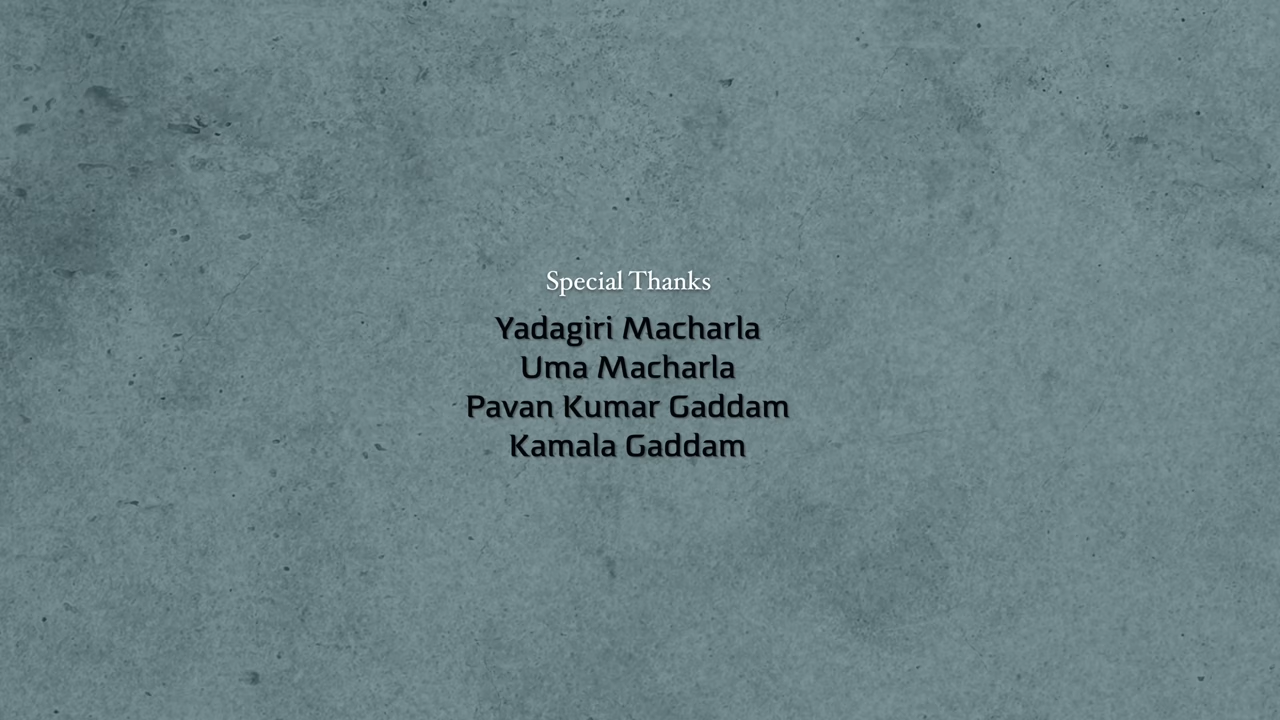 Special Thanks
Yadagiri Macharla
Uma Macharla
Pavan Kumar Gaddam
Kamala Gaddam